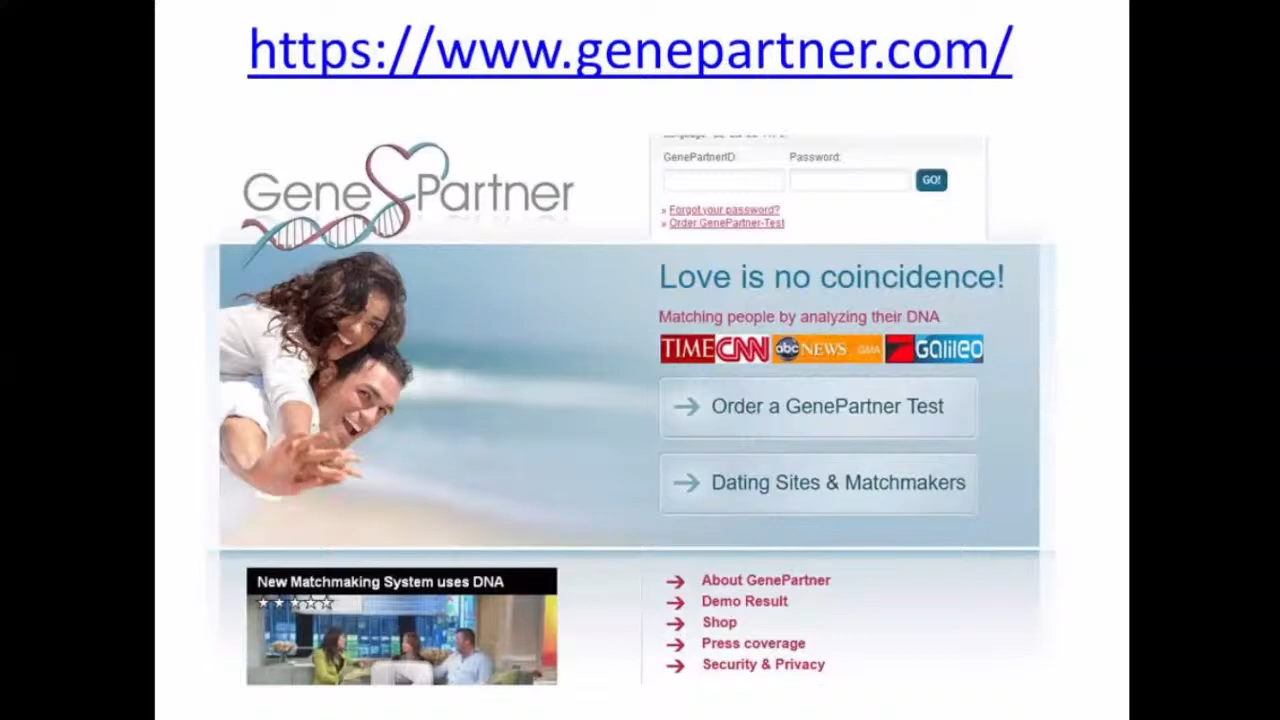 https://www.genepartner.com/
GenePartnerID:
Password:
GO!
» Forgot your password?
» Order GenePartner-Test
GenePartner
Love is no coincidence!
Matching people by analyzing their DNA
TIME CNN abc NEWS GMA Galileo
Order a GenePartner Test
Dating Sites & Matchmakers
New Matchmaking System uses DNA
About GenePartner
Demo Result
Shop
Press coverage
Security & Privacy